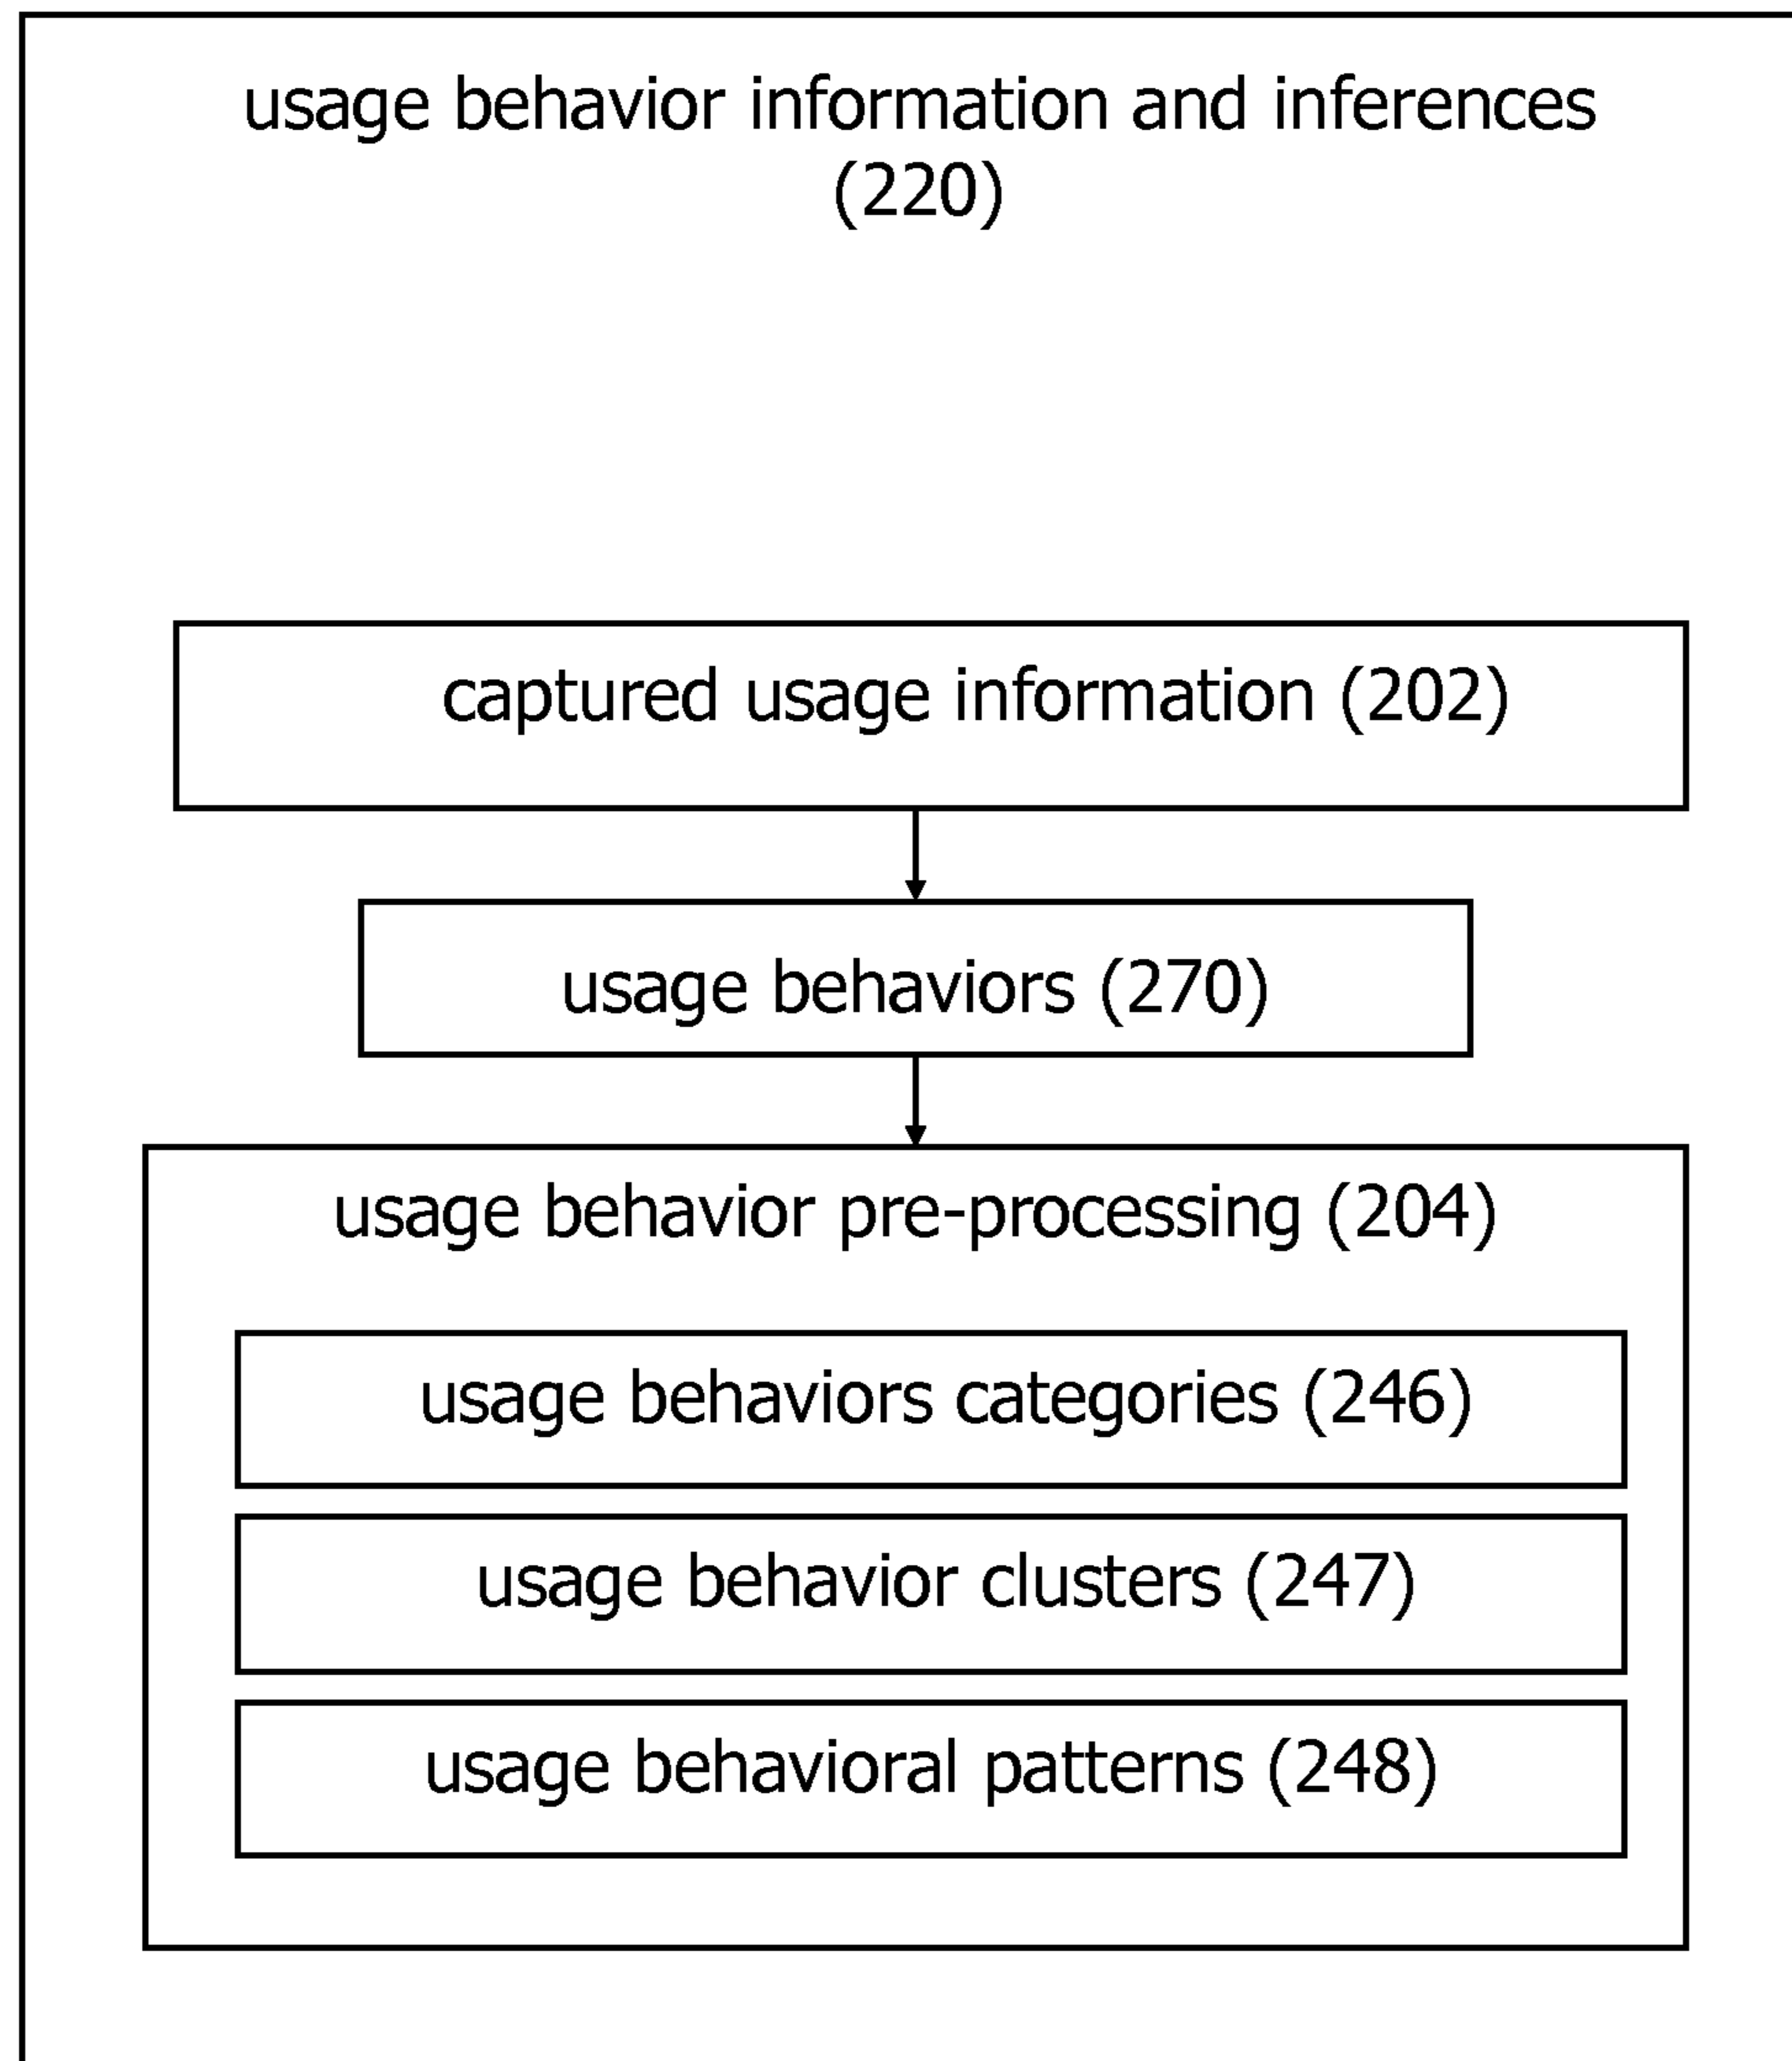 usage behavior information and inferences
(220)
captured usage information (202)
usage behaviors (270)
usage behavior pre-processing (204)
usage behaviors categories (246)
usage behavior clusters (247)
usage behavioral patterns (248)